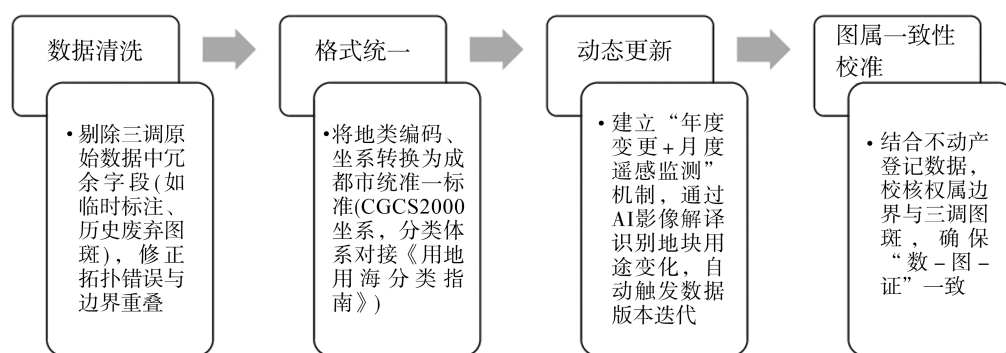 数据清洗
• 剔除三调原
始数据中冗
余字段(如
临时标注、
历史废弃图
斑)，修正
拓扑错误与
边界重叠
格式统一
•将地类编码、
坐系转换为成
都市统准一标
准(CGCS2000
坐系，分类体
系对接《用地
用海分类指
南》)
动态更新
• 建立“年度
变更+月度
遥感监测”
机制，通过
AI影像解译
识别地块用
途变化，自
动触发数据
版本迭代
图属一致性
校准
• 结合不动产
登记数据，
校核权属边
界与三调图
斑，确保
“数–图–
证”一致